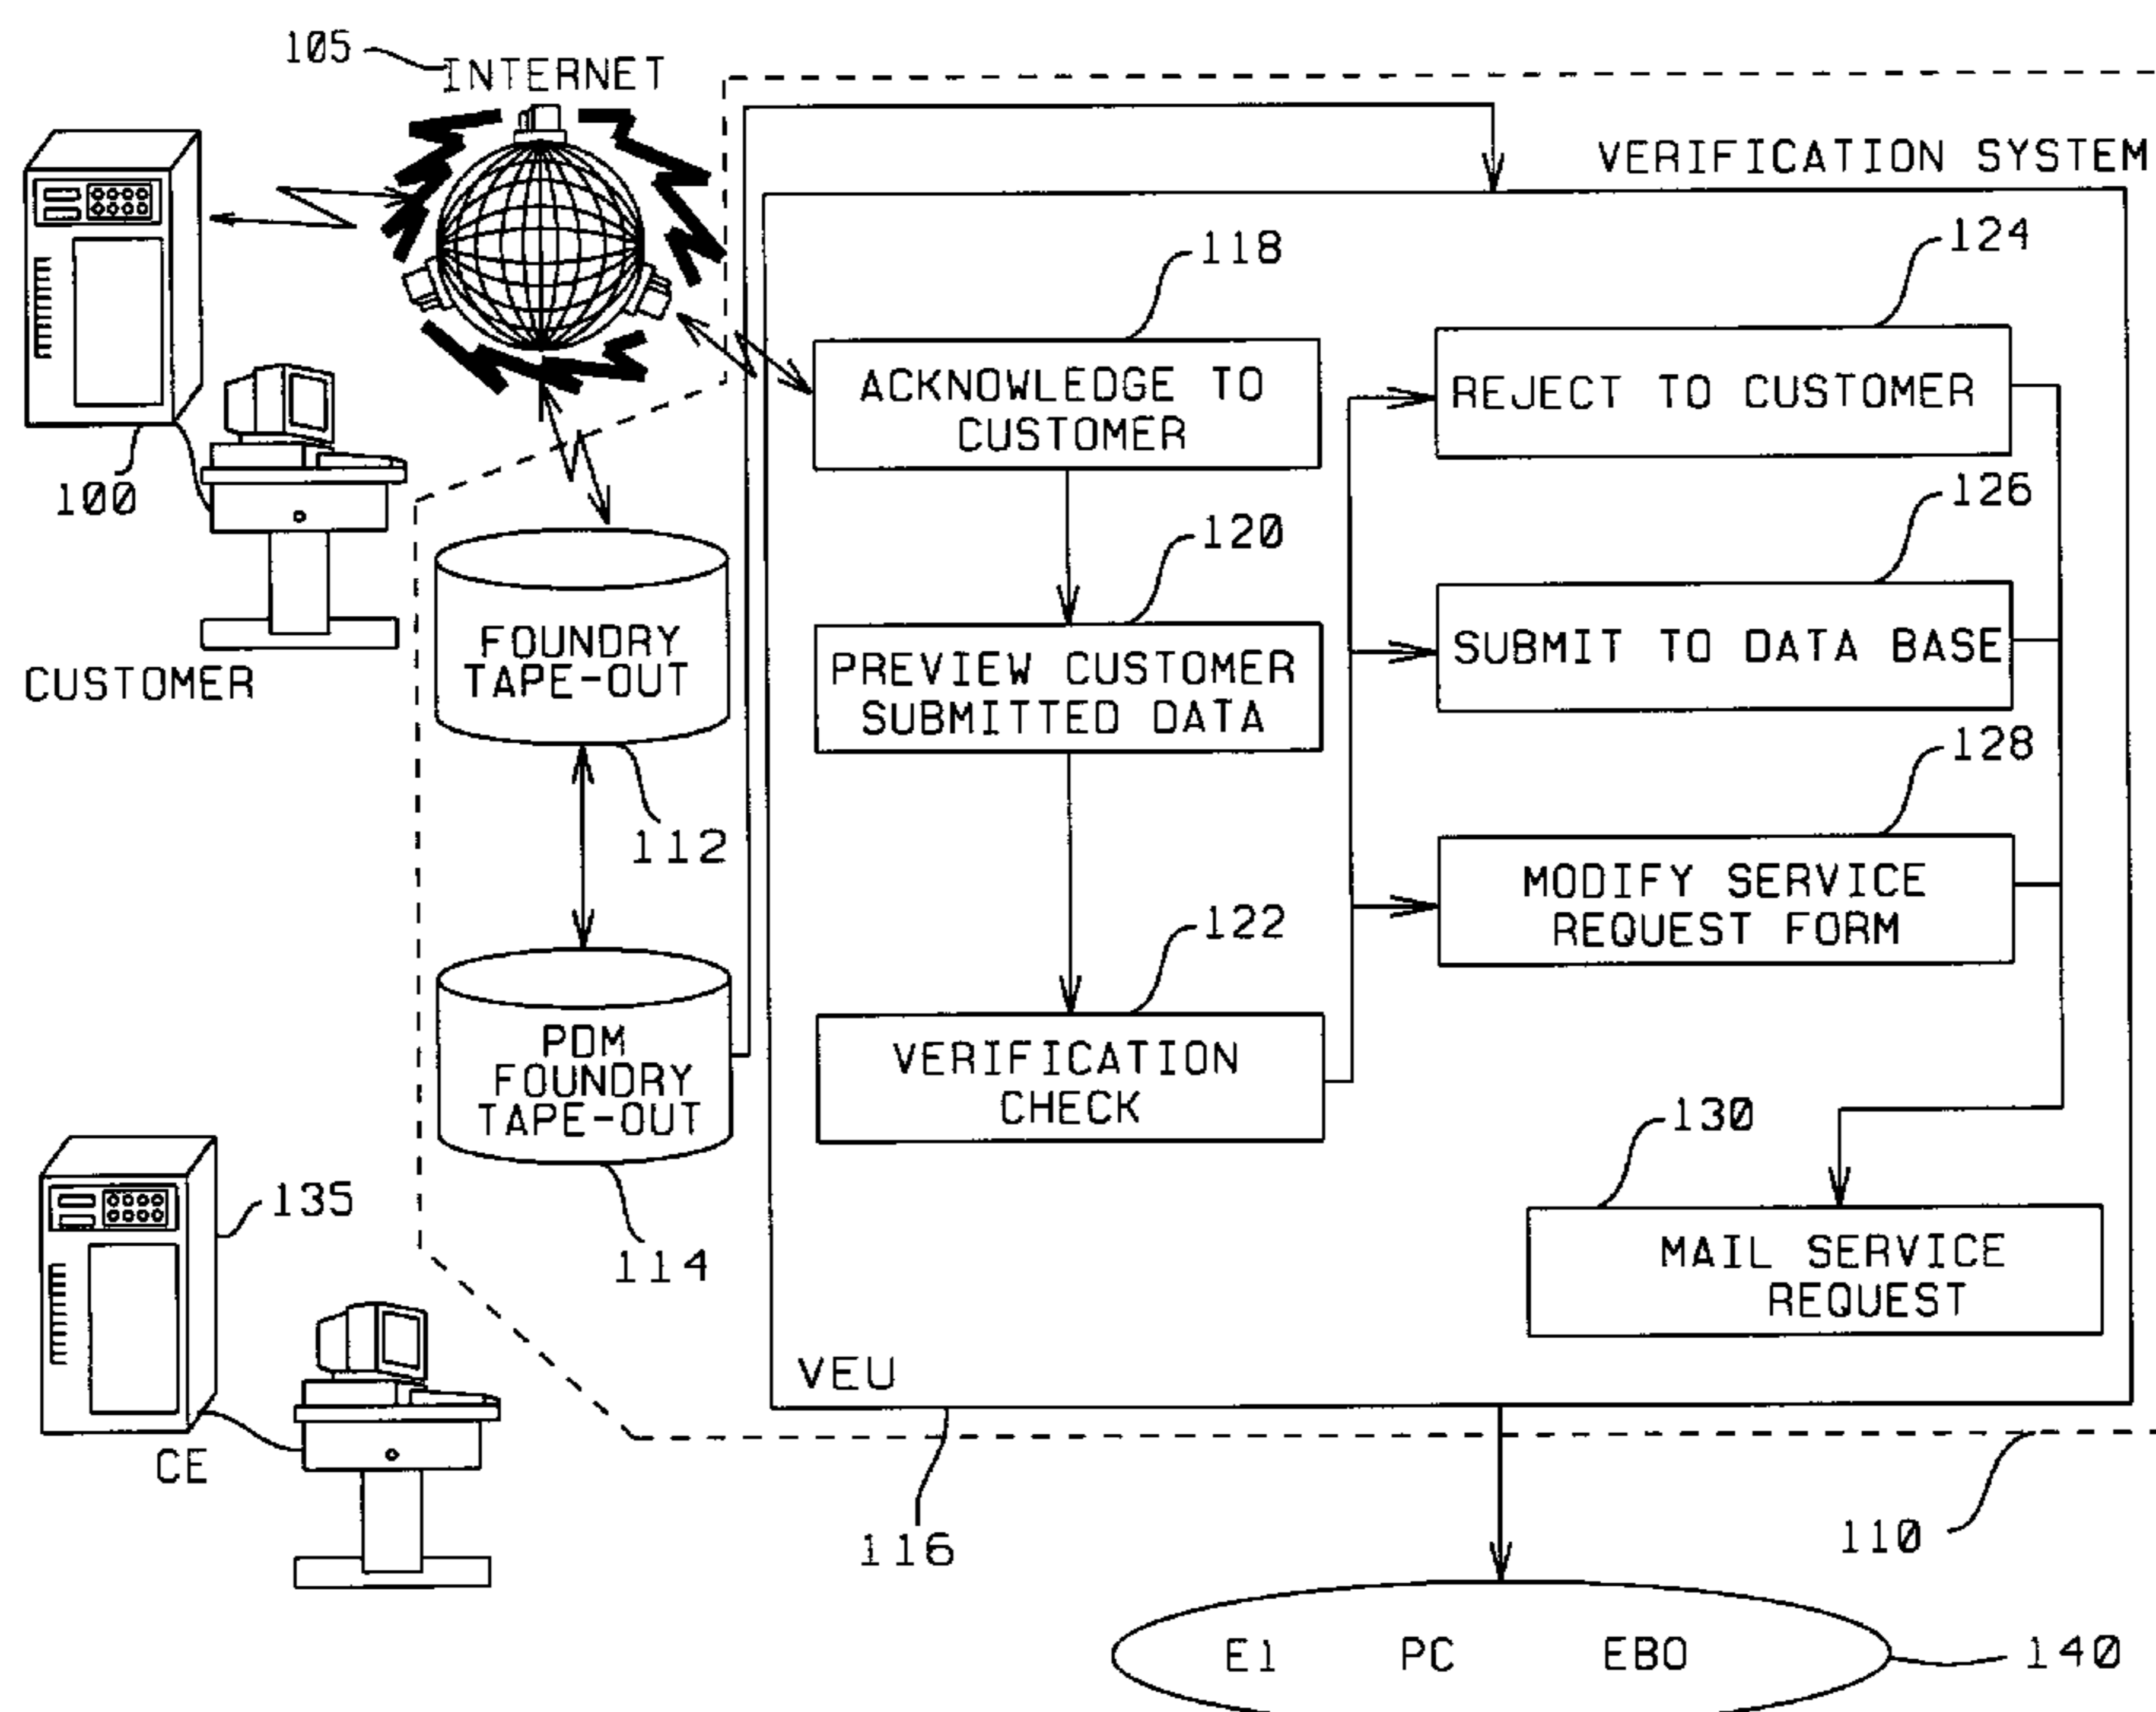 105
INTERNET
VERIFICATION SYSTEM
118
124
ACKNOWLEDGE TO
CUSTOMER
REJECT TO CUSTOMER
100
CUSTOMER
120
126
FOUNDRY
TAPE-OUT
PREVIEW CUSTOMER
SUBMITTED DATA
SUBMIT TO DATA BASE
112
128
122
MODIFY SERVICE
REQUEST FORM
PDM
FOUNDRY
TAPE-OUT
VERIFICATION
CHECK
130
135
114
MAIL SERVICE
REQUEST
VEU
CE
116
110
E1 PC EBO
140